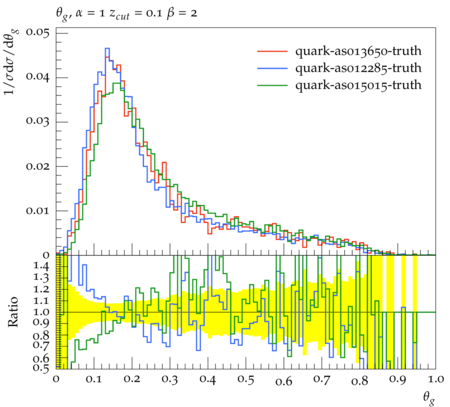 θg, α = 1 zcut = 0.1 β = 2
1/σdσ/dθg
0.05
0.04
0.03
0.02
0.01
0
quark-as013650-truth
quark-as012285-truth
quark-as015015-truth
Ratio
1.4
1.3
1.2
1.1
1.0
0.9
0.8
0.7
0.6
0.5
0 0.1 0.2 0.3 0.4 0.5 0.6 0.7 0.8 0.9 1.0
θg